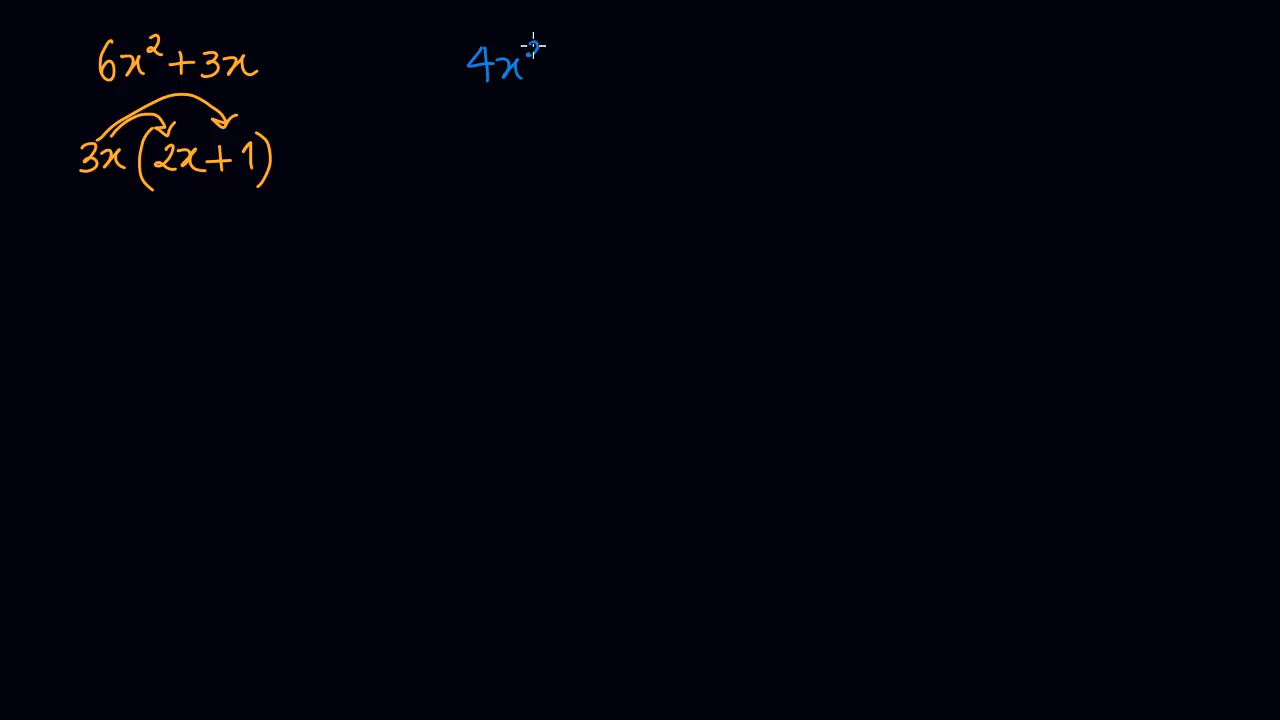 6x² + 3x
3x(2x + 1)
4x